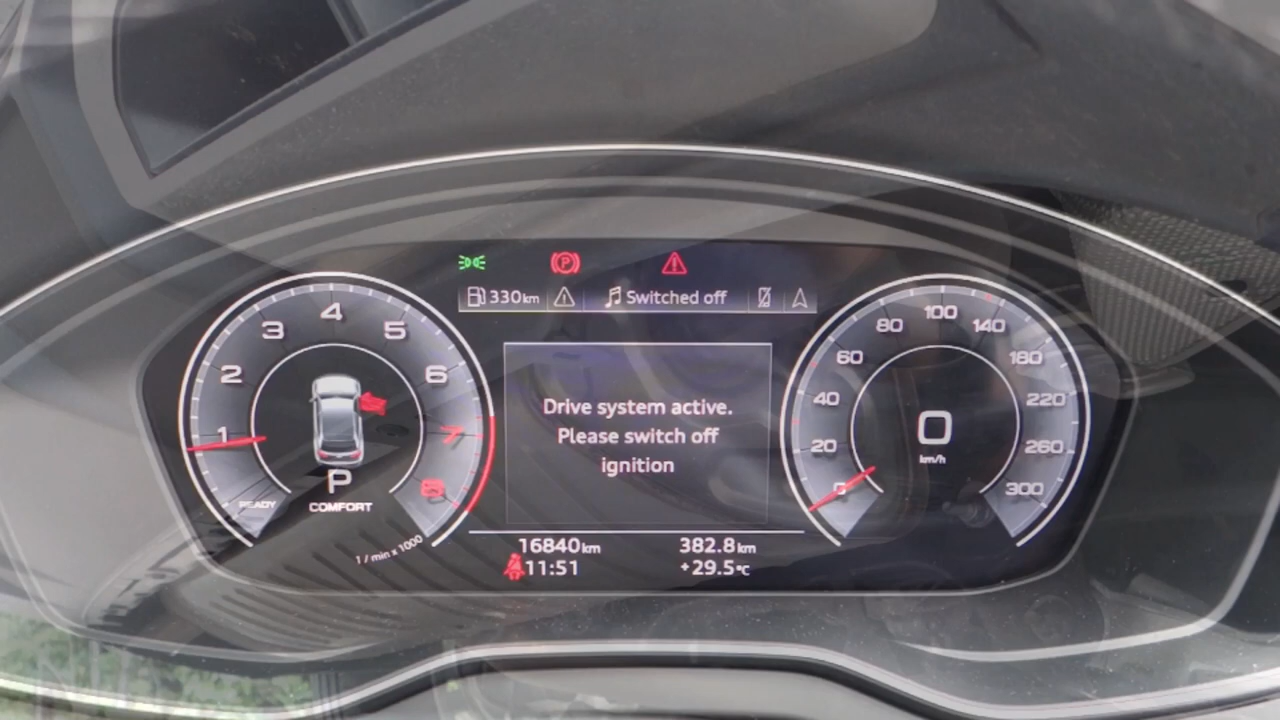 330km
Switched off
4
3
5
2
6
1
7
8
READY
P
COMFORT
1 / min x 1000
Drive system active.
Please switch off
ignition
16840km
382.8km
11:51
+29.5°C
100
80
140
60
180
40
220
20
260
0
300
0
km/h
P